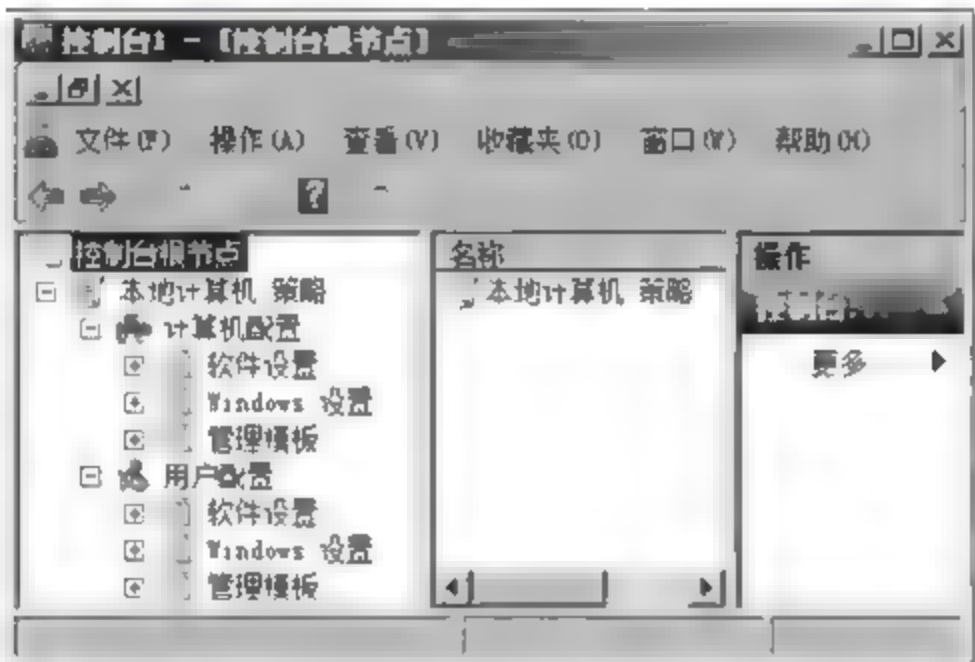 控制台1 - [控制台根节点]
文件(F) 操作(A) 查看(V) 收藏夹(O) 窗口(W) 帮助(H)
控制台根节点
本地计算机 策略
计算机配置
软件设置
Windows 设置
管理模板
用户配置
软件设置
Windows 设置
管理模板
名称
本地计算机 策略
操作
更多